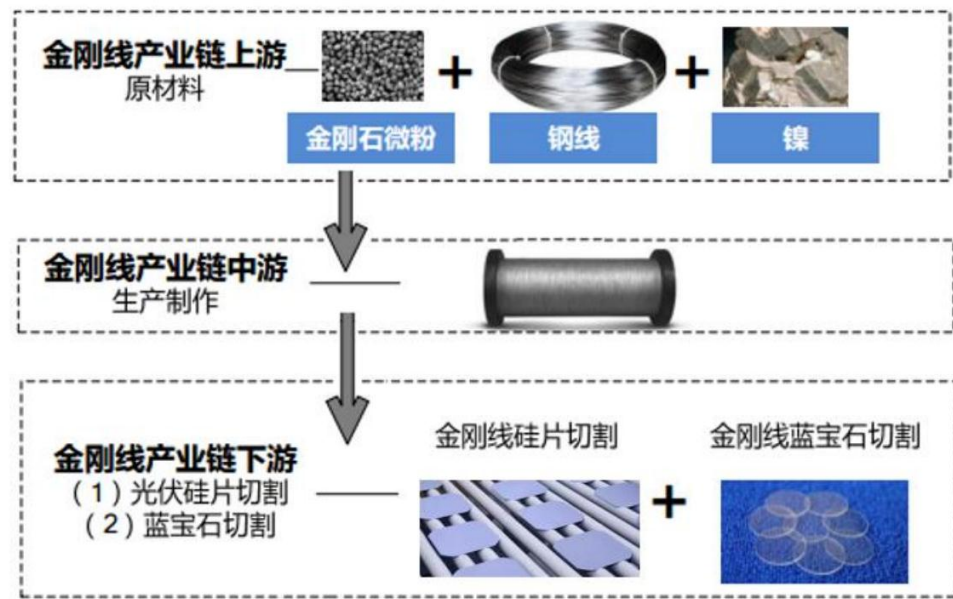 金刚线产业链上游
原材料
+
+
金刚石微粉
钢线
镍
金刚线产业链中游
生产制作
金刚线产业链下游
（1）光伏硅片切割
（2）蓝宝石切割
金刚线硅片切割
+
金刚线蓝宝石切割